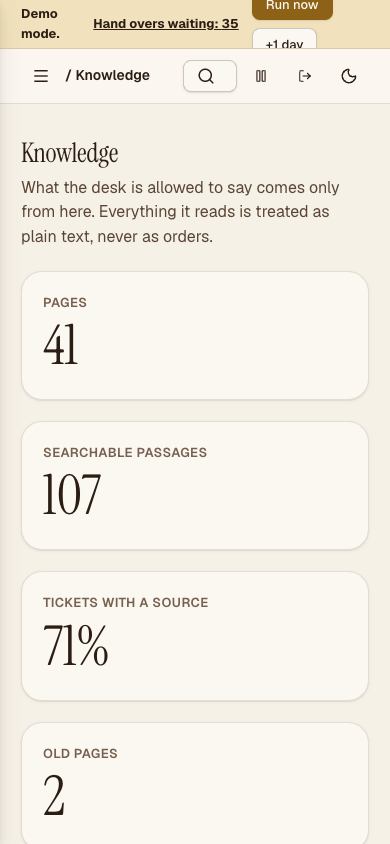 Demo mode.
Hand overs waiting: 35
Run now
+1 day
/ Knowledge
Knowledge
What the desk is allowed to say comes only
from here. Everything it reads is treated as
plain text, never as orders.
PAGES
41
SEARCHABLE PASSAGES
107
TICKETS WITH A SOURCE
71%
OLD PAGES
2